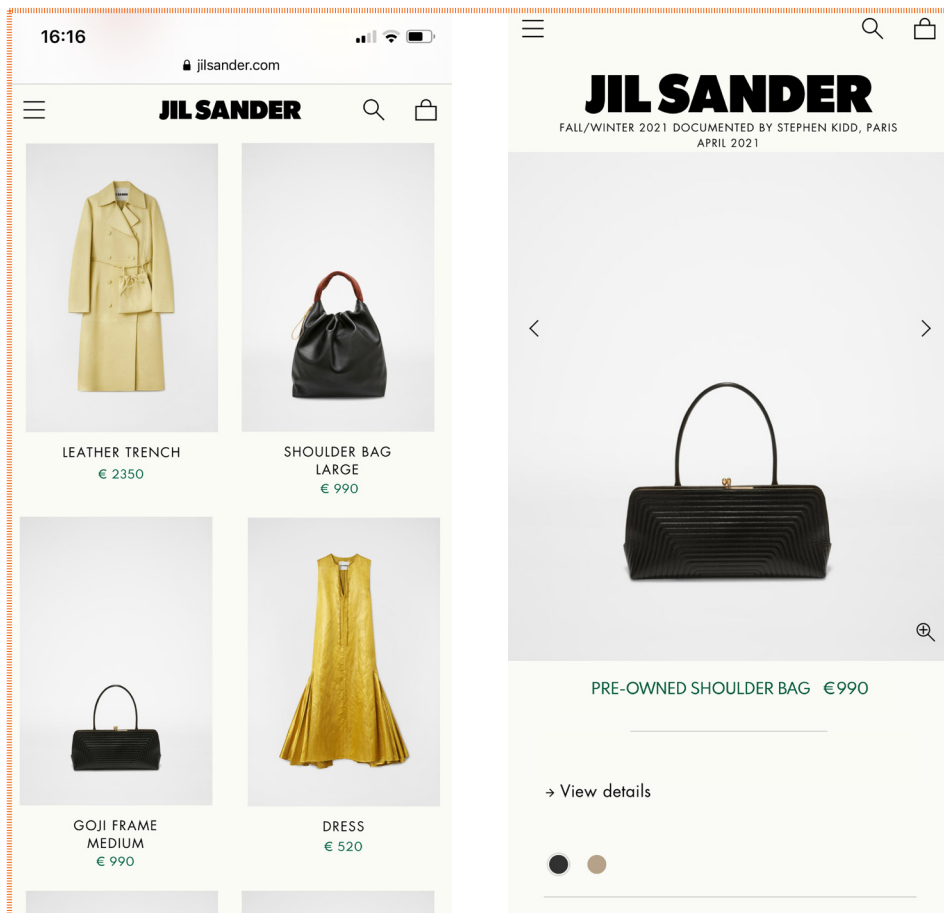 16:16
jilsander.com
JIL SANDER
LEATHER TRENCH
€ 2350
SHOULDER BAG
LARGE
€ 990
GOJI FRAME
MEDIUM
€ 990
DRESS
€ 520
JIL SANDER
FALL/WINTER 2021 DOCUMENTED BY STEPHEN KIDD, PARIS
APRIL 2021
PRE-OWNED SHOULDER BAG €990
→ View details